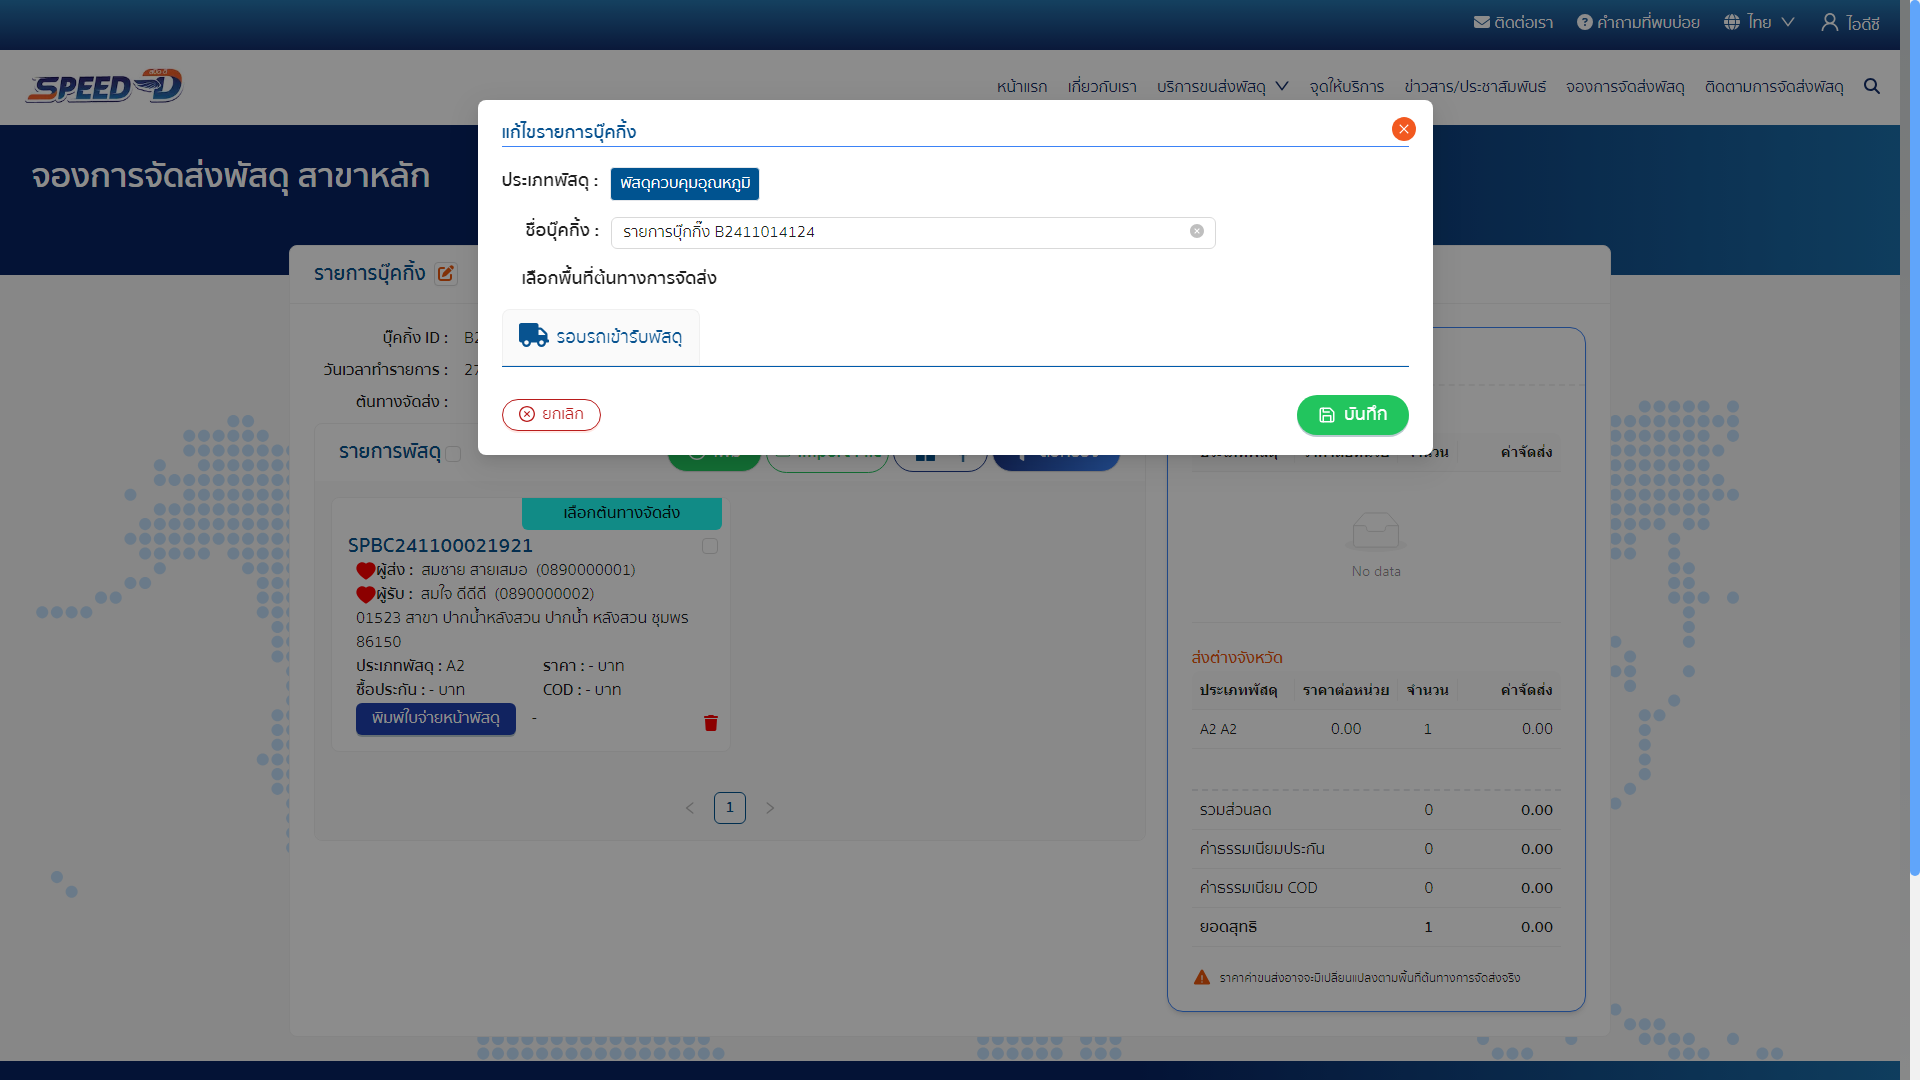 ติดต่อเรา คำถามที่พบบ่อย ไทย ไอดีซี
SPEED-D
หน้าแรก เกี่ยวกับเรา บริการขนส่งพัสดุ จุดให้บริการ ข่าวสาร/ประชาสัมพันธ์ จองการจัดส่งพัสดุ ติดตามการจัดส่งพัสดุ
จองการจัดส่งพัสดุ สาขาหลัก
แก้ไขรายการบุ๊คกิ้ง
ประเภทพัสดุ : พัสดุควบคุมอุณหภูมิ
ชื่อบุ๊คกิ้ง : รายการบุ๊กกิ้ง B2411014124
เลือกพื้นที่ต้นทางการจัดส่ง
รอบรถเข้ารับพัสดุ
ยกเลิก บันทึก
รายการบุ๊คกิ้ง
บุ๊คกิ้ง ID :
วันเวลาทำรายการ : 27
ต้นทางจัดส่ง :
รายการพัสดุ
เลือกต้นทางจัดส่ง
SPBC241100021921
ผู้ส่ง : สมชาย สายเสมอ (0890000001)
ผู้รับ : สมใจ ดีดีดี (0890000002)
01523 สาขา ปากน้ำหลังสวน ปากน้ำ หลังสวน ชุมพร
86150
ประเภทพัสดุ : A2 ราคา : - บาท
ซื้อประกัน : - บาท COD : - บาท
พิมพ์ใบจ่ายหน้าพัสดุ -
1
ค่าจัดส่ง
No data
ส่งต่างจังหวัด
ประเภทพัสดุ ราคาต่อหน่วย จำนวน ค่าจัดส่ง
A2 A2 0.00 1 0.00
รวมส่วนลด 0 0.00
ค่าธรรมเนียมประกัน 0 0.00
ค่าธรรมเนียม COD 0 0.00
ยอดสุทธิ 1 0.00
ราคาค่าขนส่งอาจจะมีเปลี่ยนแปลงตามพื้นที่ต้นทางการจัดส่งจริง